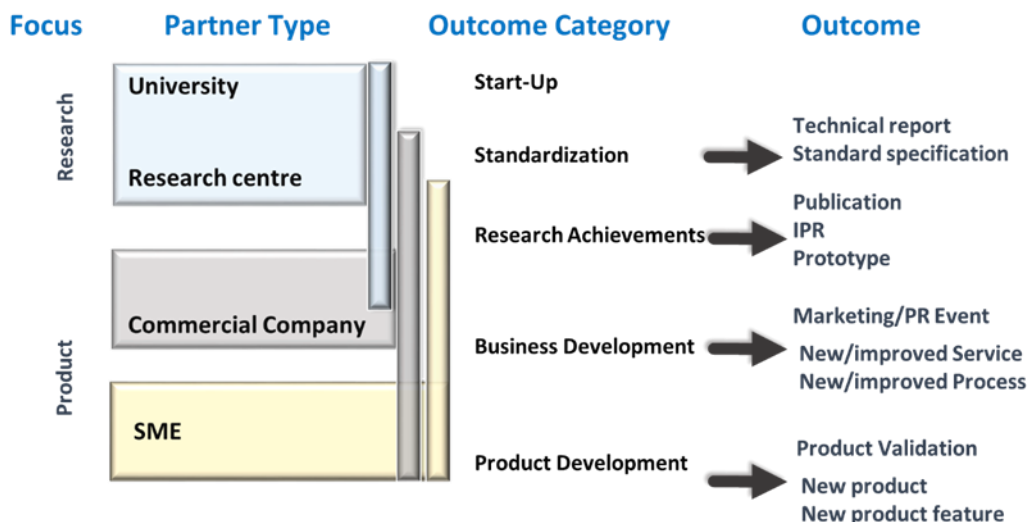 Focus
Partner Type
Outcome Category
Outcome
Research
University
Research centre
Product
Commercial Company
SME
Start-Up
Standardization
Technical report
Standard specification
Research Achievements
Publication
IPR
Prototype
Business Development
Marketing/PR Event
New/improved Service
New/improved Process
Product Development
Product Validation
New product
New product feature